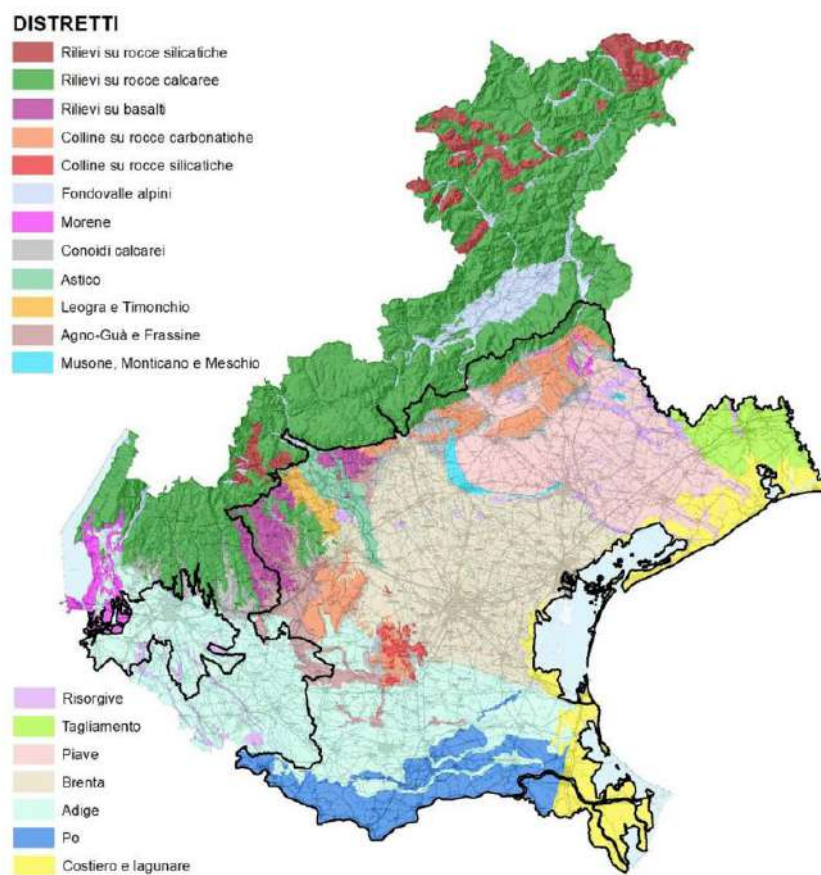 DISTRETTI
Rilievi su rocce silicatiche
Rilievi su rocce calcaree
Rilievi su basalti
Colline su rocce carbonatiche
Colline su rocce silicatiche
Fondovalle alpini
Morene
Conoidi calcarei
Astico
Leogra e Timonchio
Agno-Guà e Frassine
Musone, Monticano e Meschio
Risorgive
Tagliamento
Piave
Brenta
Adige
Po
Costiero e lagunare